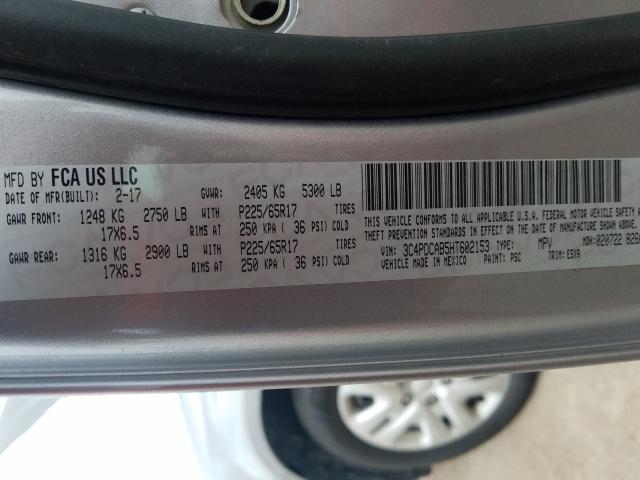 MFD BY FCA US LLC
DATE OF MFR(BUILT): 2-17 GVWR: 2405 KG 5300 LB
GAWR FRONT: 1248 KG 2750 LB WITH P225/65R17 TIRES
17X6.5 RIMS AT 250 KPA ( 36 PSI) COLD
GAWR REAR: 1316 KG 2900 LB WITH P225/65R17 TIRES
17X6.5 RIMS AT 250 KPA ( 36 PSI) COLD
THIS VEHICLE CONFORMS TO ALL APPLICABLE U.S.A. FEDERAL MOTOR VEHICLE SAFETY,
THEFT PREVENTION STANDARDS IN EFFECT ON THE DATE OF MANUFACTURE SHOWN ABOVE.
VIN: 3C4PDCAB5HT602153 TYPE: MPV MDH: 020722
VEHICLE MADE IN MEXICO PAINT: PSC TRIM: E5X9